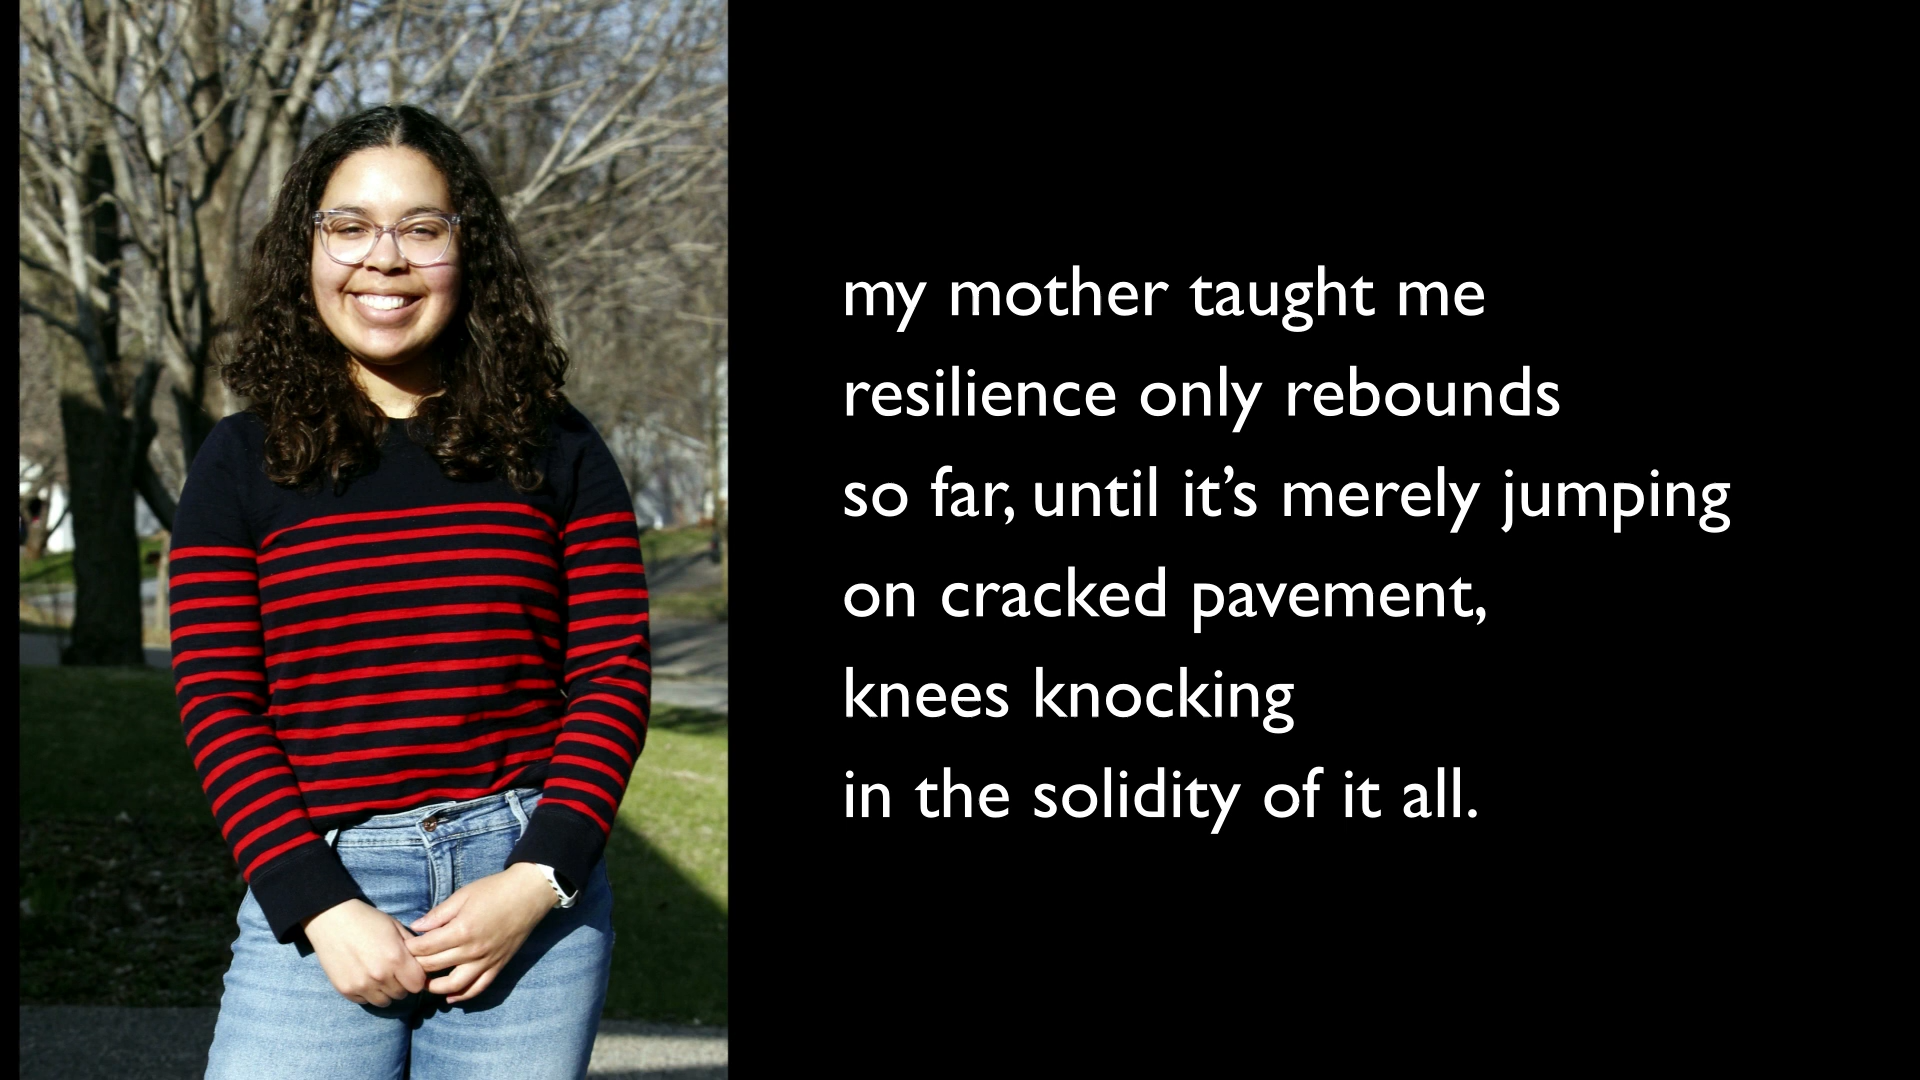 my mother taught me
resilience only rebounds
so far, until it’s merely jumping
on cracked pavement,
knees knocking
in the solidity of it all.